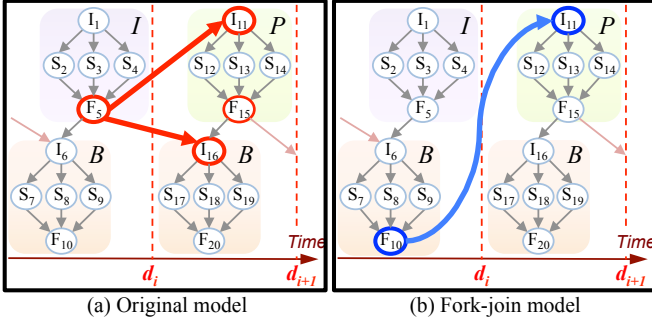 I1 I I11 P
S2 S3 S4 S12 S13 S14
F5 F15
I6 B I16 B
S7 S8 S9 S17 S18 S19
F10 F20
Time
di di+1
(a) Original model
I1 I I11 P
S2 S3 S4 S12 S13 S14
F5 F15
I6 B I16 B
S7 S8 S9 S17 S18 S19
F10 F20
Time
di di+1
(b) Fork-join model